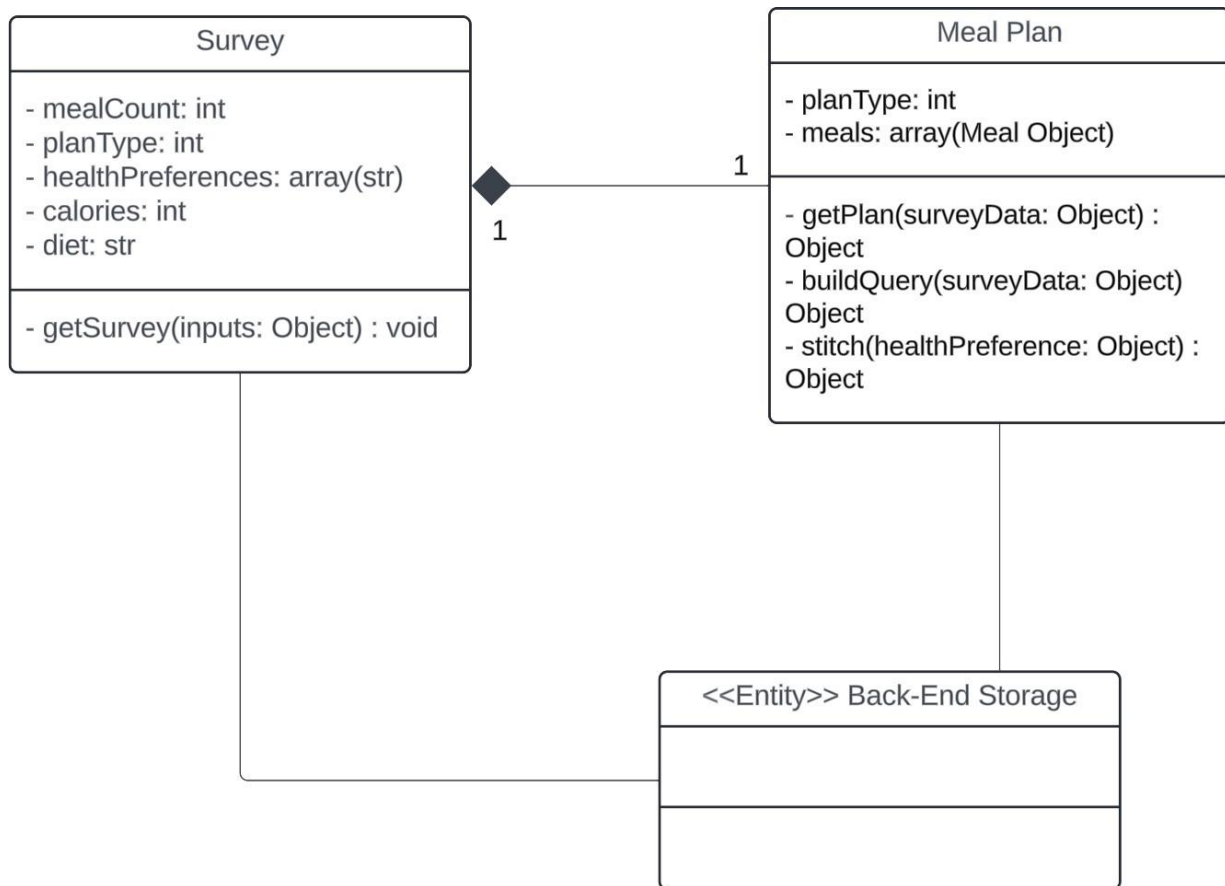 Survey
- mealCount: int
- planType: int
- healthPreferences: array(str)
- calories: int
- diet: str
- getSurvey(inputs: Object) : void
1
1
Meal Plan
- planType: int
- meals: array(Meal Object)
- getPlan(surveyData: Object) :
Object
- buildQuery(surveyData: Object)
Object
- stitch(healthPreference: Object) :
Object
<<Entity>> Back-End Storage